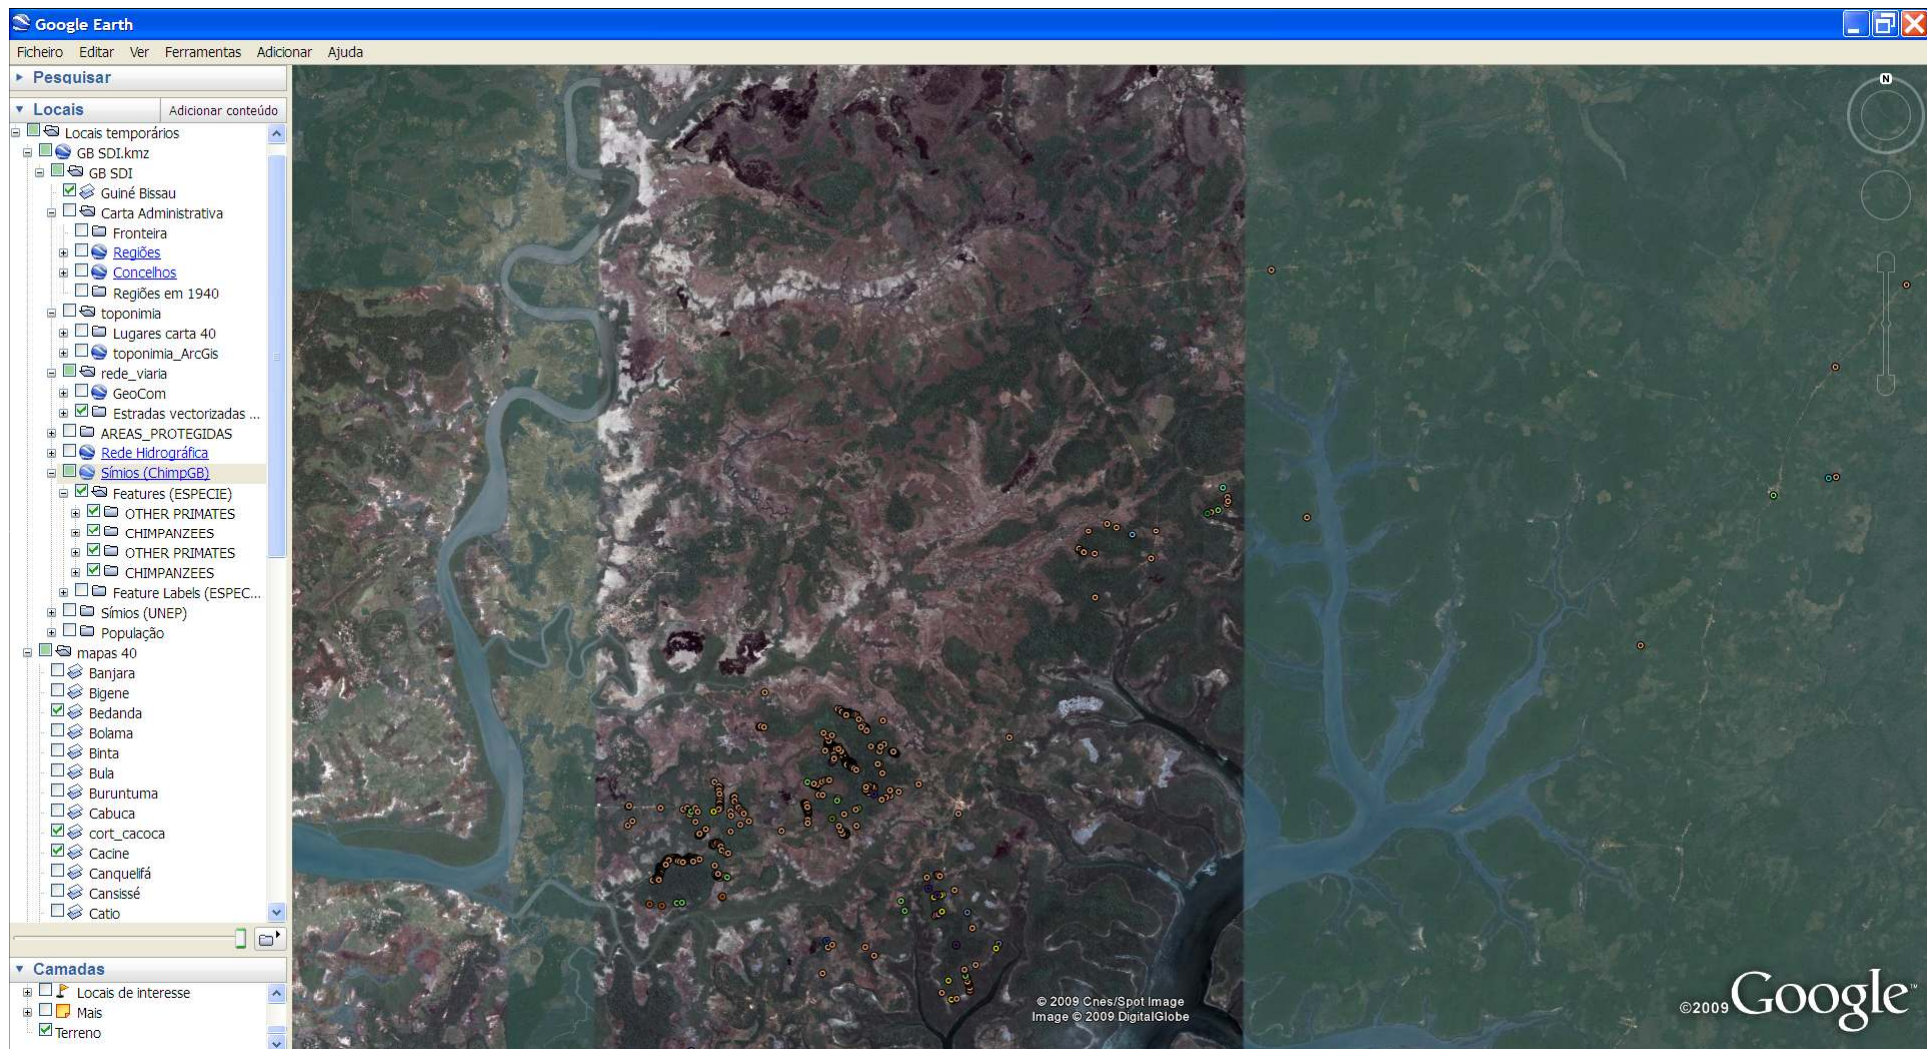 Google Earth
Ficheiro Editar Ver Ferramentas Adicionar Ajuda
Pesquisar
Locais Adicionar conteúdo
Locais temporários
GB SDI.kmz
GB SDI
Guiné Bissau
Carta Administrativa
Fronteira
Regiões
Concelhos
Regiões em 1940
toponimia
Lugares carta 40
toponimia_ArcGis
rede_viaria
GeoCom
Estradas vectorizadas ...
AREAS_PROTEGIDAS
Rede Hidrográfica
Símios (ChimpGB)
Features (ESPECIE)
OTHER PRIMATES
CHIMPANZEES
OTHER PRIMATES
CHIMPANZEES
Feature Labels (ESPEC...
Símios (UNEP)
População
mapas 40
Banjara
Bigene
Bedanda
Bolama
Binta
Bula
Buruntuma
Cabuca
cort_cacoca
Cacine
Canquelifá
Cansissé
Catio
Camadas
Locais de interesse
Mais
Terreno
N
© 2009 Cnes/Spot Image
Image © 2009 DigitalGlobe
©2009 Google™